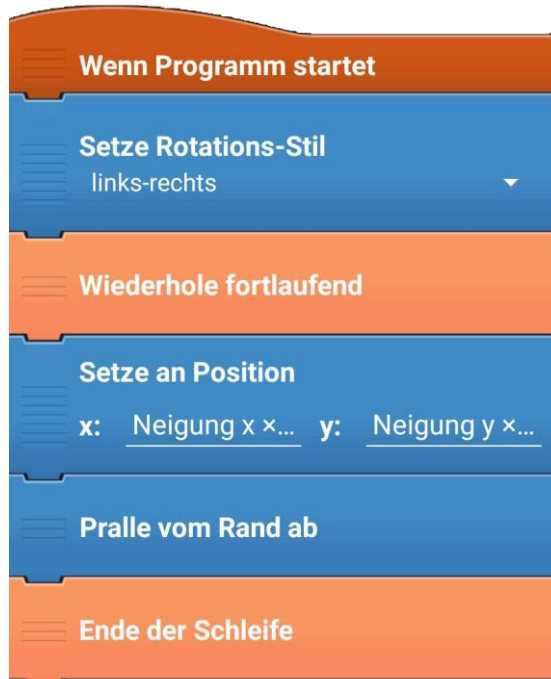 Wenn Programm startet
Setze Rotations-Stil
links-rechts
Wiederhole fortlaufend
Setze an Position
x: Neigung x ×... y: Neigung y ×...
Pralle vom Rand ab
Ende der Schleife